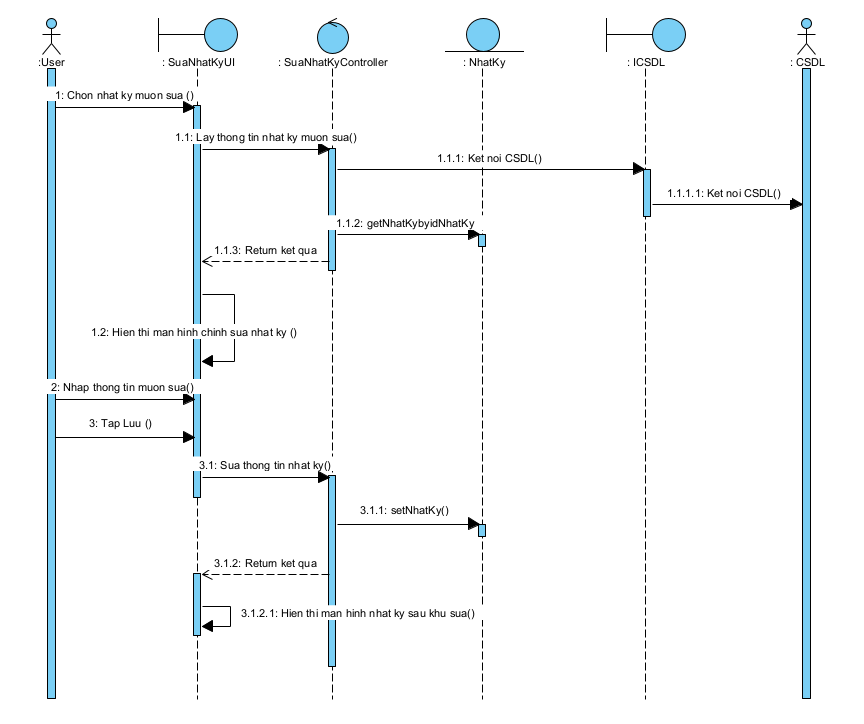 :User
: SuaNhatKyUI
: SuaNhatKyController
: NhatKy
: ICSDL
: CSDL
1: Chon nhat ky muon sua ()
1.1: Lay thong tin nhat ky muon sua()
1.1.1: Ket noi CSDL()
1.1.1.1: Ket noi CSDL()
1.1.2: getNhatKybyidNhatKy
1.1.3: Return ket qua
1.2: Hien thi man hinh chinh sua nhat ky ()
2: Nhap thong tin muon sua()
3: Tap Luu ()
3.1: Sua thong tin nhat ky()
3.1.1: setNhatKy()
3.1.2: Return ket qua
3.1.2.1: Hien thi man hinh nhat ky sau khu sua()